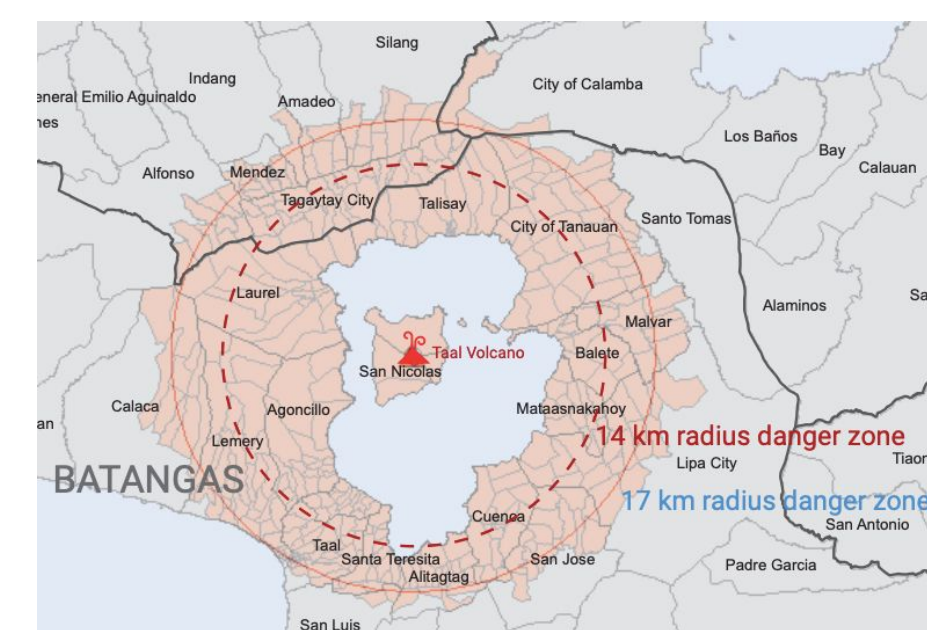 Silang
Indang
City of Calamba
eneral Emilio Aguinaldo
Amadeo
nes
Los Baños
Bay
Calauan
Alfonso
Mendez
Tagaytay City
Talisay
Santo Tomas
City of Tanauan
Laurel
Sa
Alaminos
Malvar
Taal Volcano
Balete
San Nicolas
Calaca
Agoncillo
Mataasnakahoy
an
Lemery
14 km radius danger zone
Lipa City
Tiaor
BATANGAS
17 km radius danger zone
Cuenca
San Antonio
Taal
Santa Teresita
San Jose
Padre Garcia
Alitagtag
San Luis